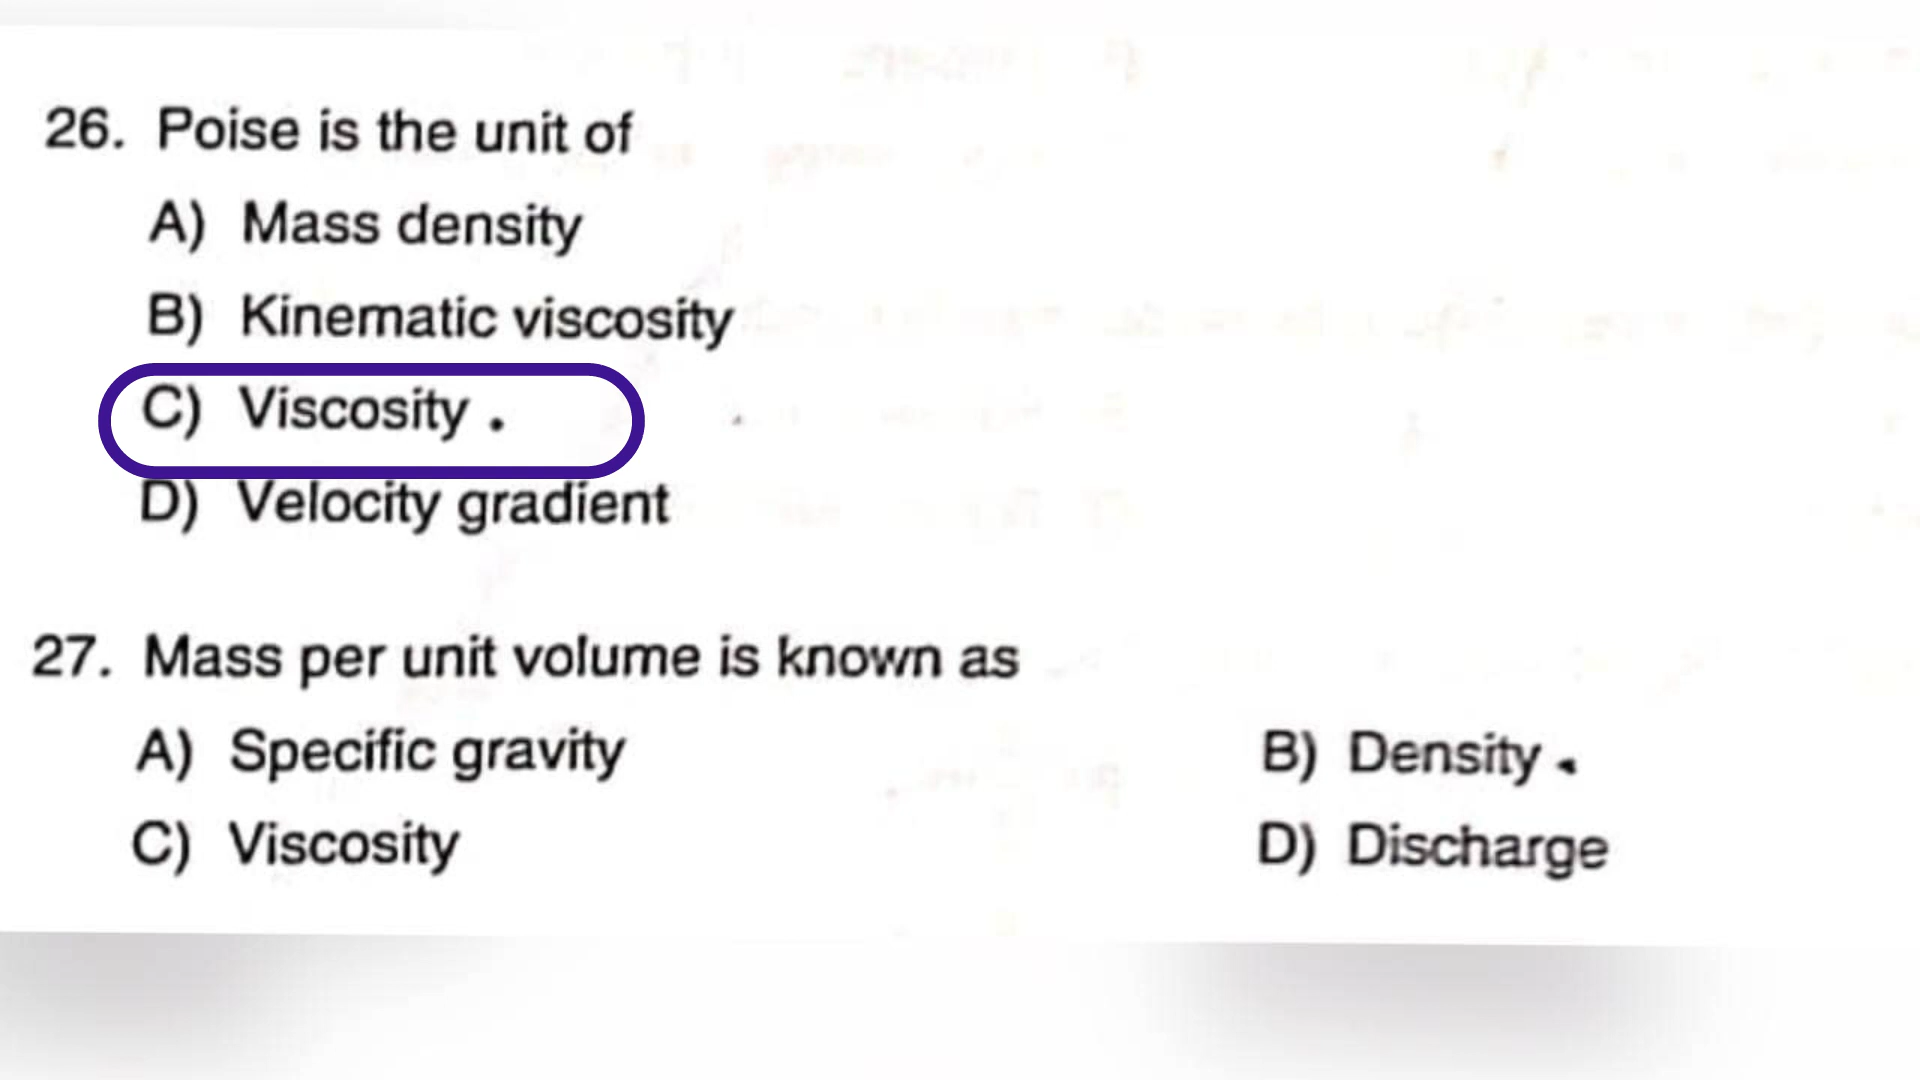 26. Poise is the unit of
A) Mass density
B) Kinematic viscosity
C) Viscosity .
D) Velocity gradient
27. Mass per unit volume is known as
A) Specific gravity B) Density
C) Viscosity D) Discharge